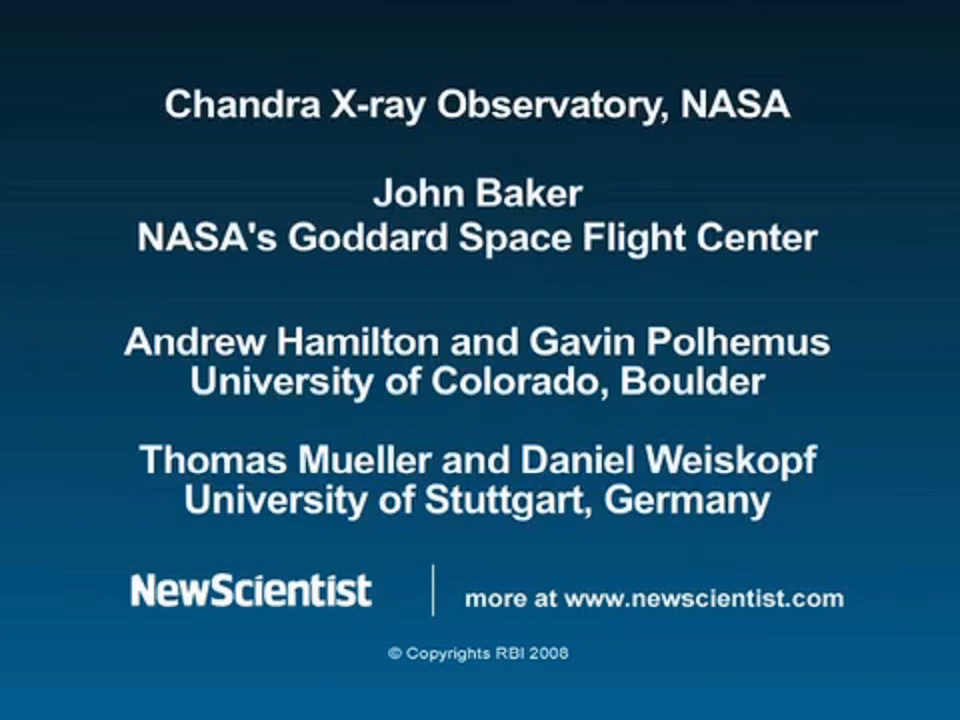 Chandra X-ray Observatory, NASA
John Baker
NASA's Goddard Space Flight Center
Andrew Hamilton and Gavin Polhemus
University of Colorado, Boulder
Thomas Mueller and Daniel Weiskopf
University of Stuttgart, Germany
NewScientist
more at www.newscientist.com
© Copyrights RBI 2008